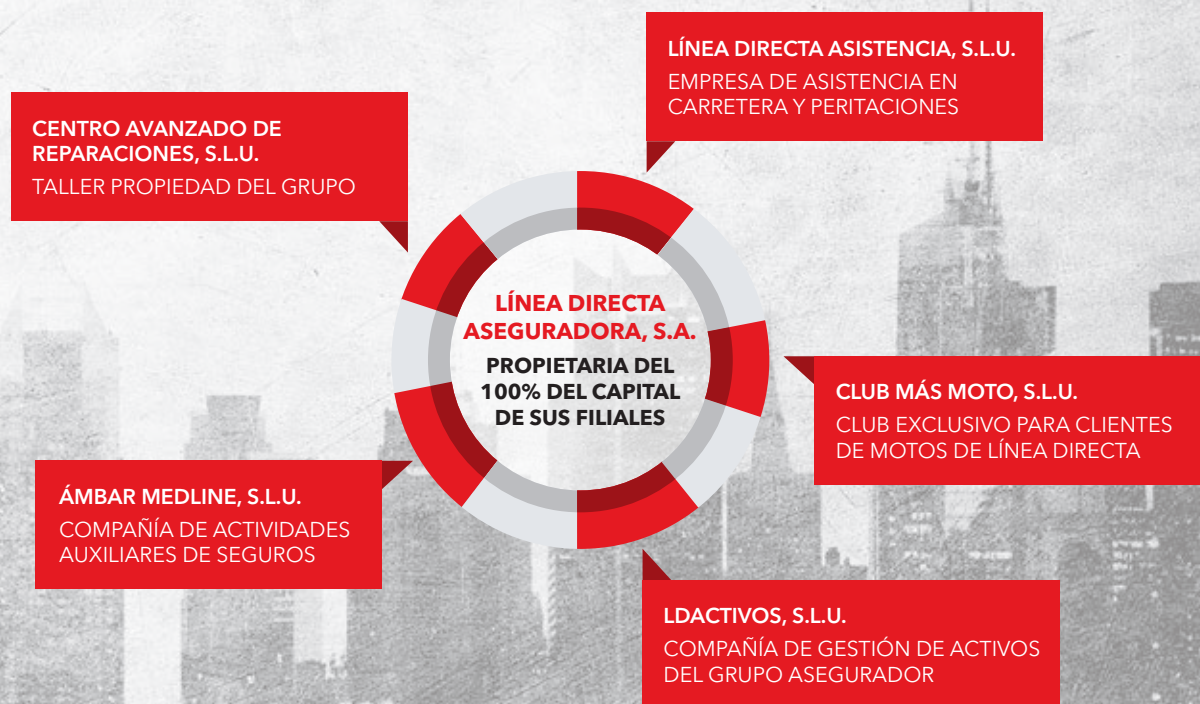 LÍNEA DIRECTA ASISTENCIA, S.L.U.
EMPRESA DE ASISTENCIA EN
CARRETERA Y PERITACIONES
CENTRO AVANZADO DE
REPARACIONES, S.L.U.
TALLER PROPIEDAD DEL GRUPO
LÍNEA DIRECTA
ASEGURADORA, S.A.
PROPIETARIA DEL
100% DEL CAPITAL
DE SUS FILIALES
CLUB MÁS MOTO, S.L.U.
CLUB EXCLUSIVO PARA CLIENTES
DE MOTOS DE LÍNEA DIRECTA
ÁMBAR MEDLINE, S.L.U.
COMPAÑÍA DE ACTIVIDADES
AUXILIARES DE SEGUROS
LDACTIVOS, S.L.U.
COMPAÑÍA DE GESTIÓN DE ACTIVOS
DEL GRUPO ASEGURADOR